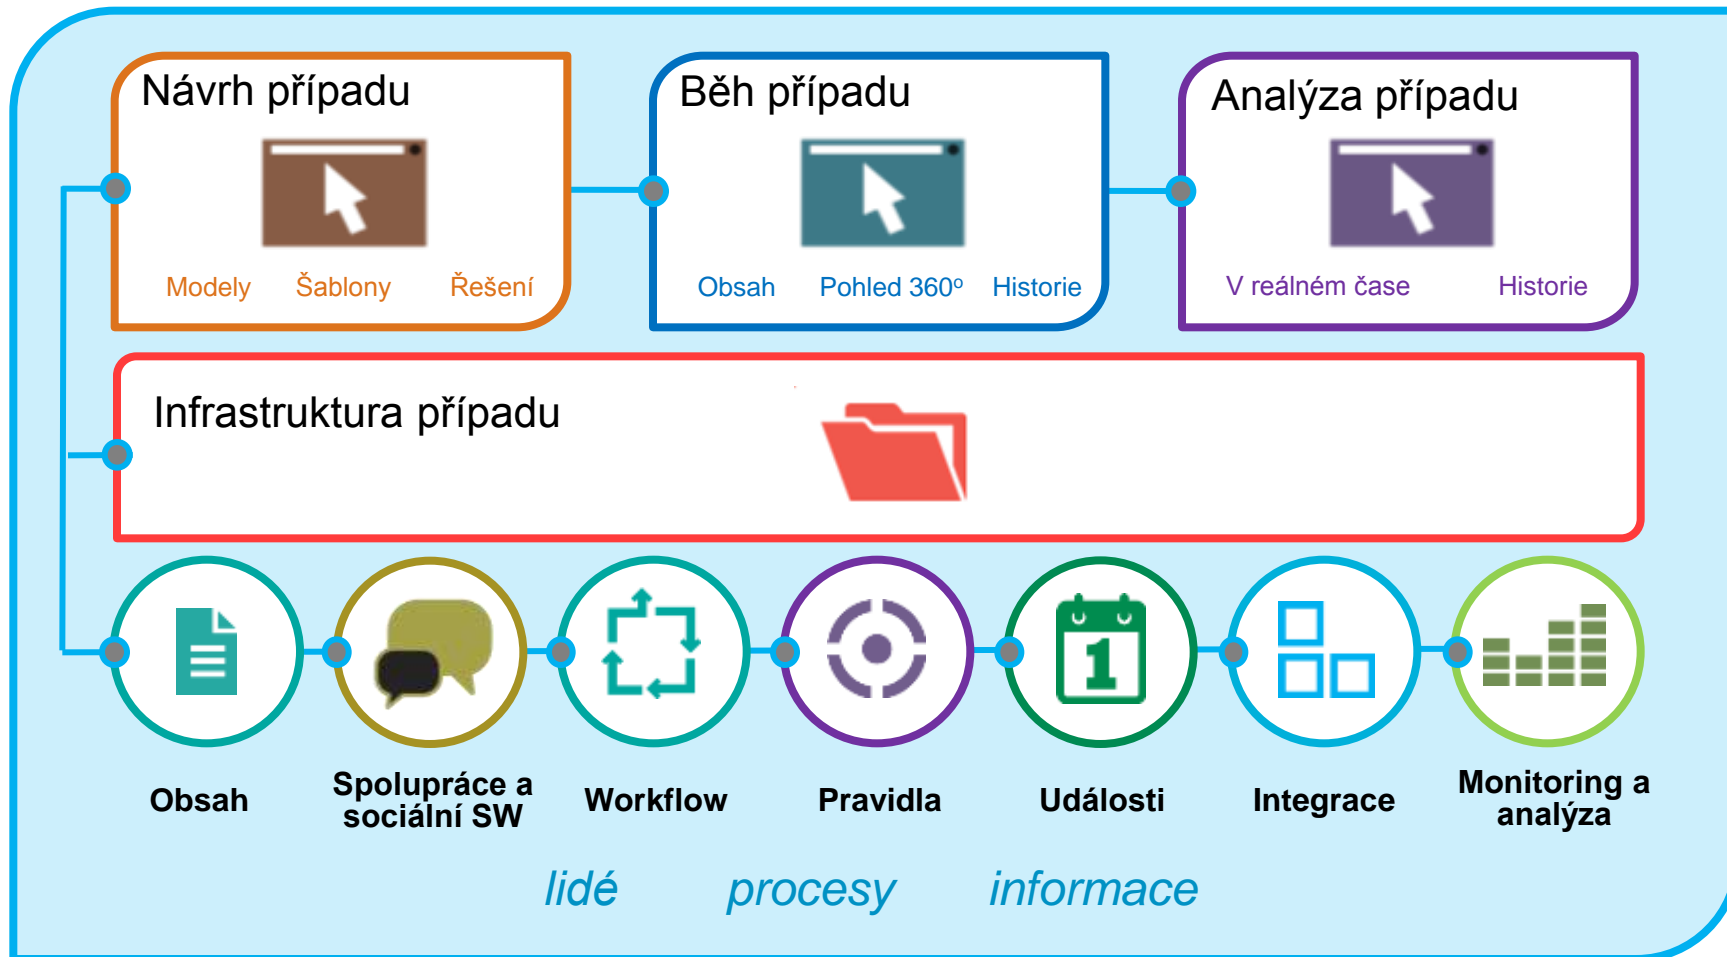 Návrh případu
Běh případu
Analýza případu
Modely Šablony Řešení
Obsah Pohled 360° Historie
V reálném čase Historie
Infrastruktura případu
1
Obsah
Spolupráce a
sociální SW
Workflow
Pravidla
Události
Integrace
Monitoring a
analýza
lidé procesy informace